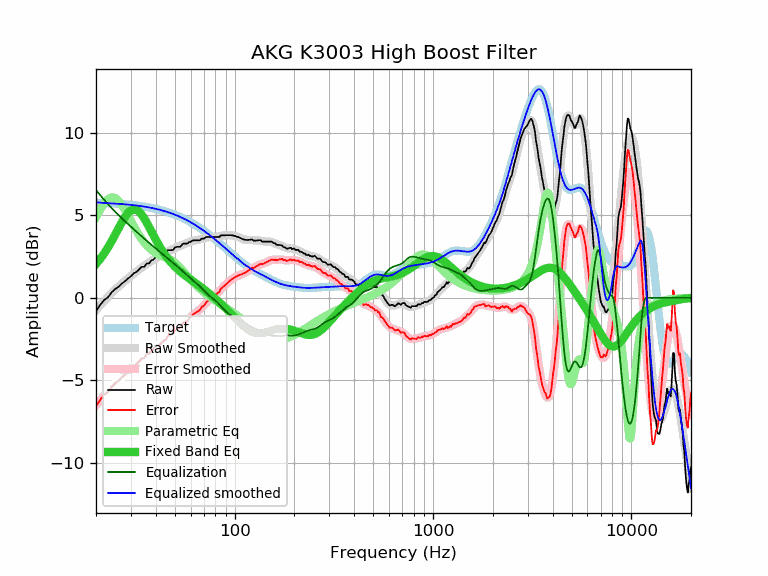 AKG K3003 High Boost Filter
Amplitude (dBr)
10
5
0
−5
−10
Target
Raw Smoothed
Error Smoothed
Raw
Error
Parametric Eq
Fixed Band Eq
Equalization
Equalized smoothed
100
1000
10000
Frequency (Hz)